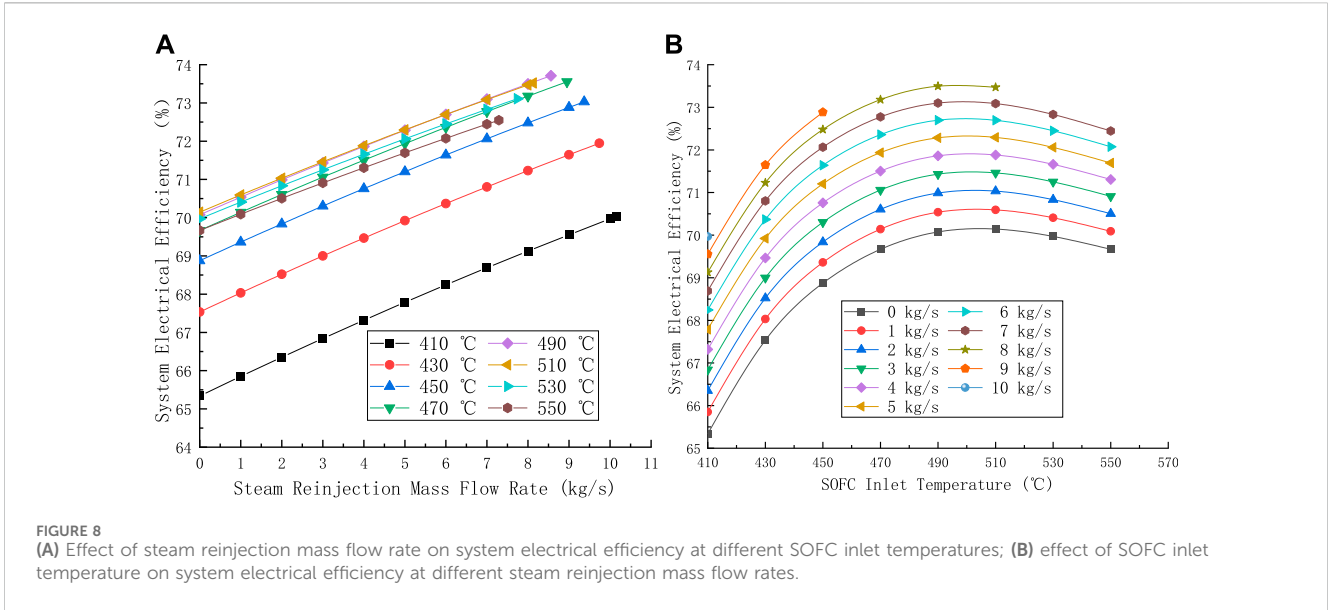 A
System Electrical Efficiency (%)
74
73
72
71
70
69
68
67
66
65
64
0 1 2 3 4 5 6 7 8 9 10 11
Steam Reinjection Mass Flow Rate (kg/s)
410 ℃ 490 ℃
430 ℃ 510 ℃
450 ℃ 530 ℃
470 ℃ 550 ℃
B
System Electrical Efficiency (%)
74
73
72
71
70
69
68
67
66
65
410 430 450 470 490 510 530 550 570
SOFC Inlet Temperature (℃)
0 kg/s 6 kg/s
1 kg/s 7 kg/s
2 kg/s 8 kg/s
3 kg/s 9 kg/s
4 kg/s 10 kg/s
5 kg/s
FIGURE 8
(A) Effect of steam reinjection mass flow rate on system electrical efficiency at different SOFC inlet temperatures; (B) effect of SOFC inlet
temperature on system electrical efficiency at different steam reinjection mass flow rates.